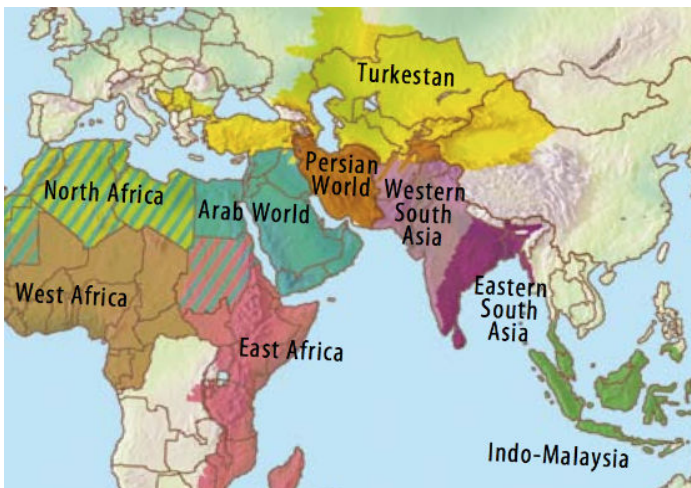 Turkestan
Persian
World
North Africa
Arab World
Western
South
Asia
West Africa
Eastern
South
Asia
East Africa
Indo-Malaysia